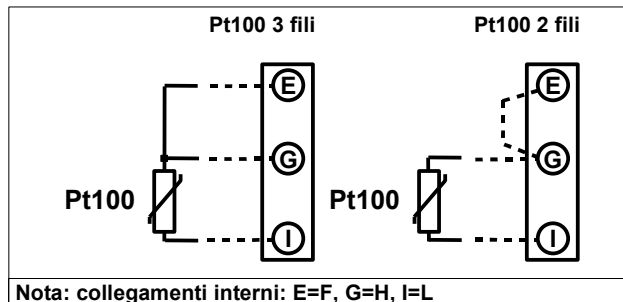 Pt100 3 fili
Pt100 2 fili
E
G
I
Pt100
E
G
I
Pt100
Nota: collegamenti interni: E=F, G=H, I=L